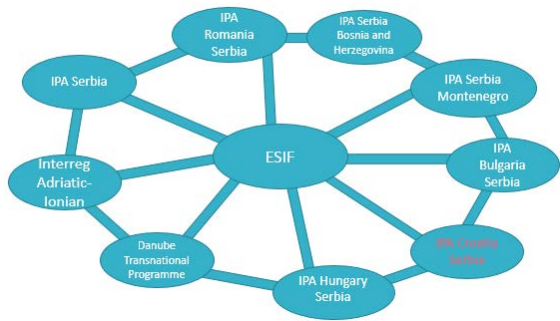 IPA
Romania
Serbia
IPA Serbia
Bosnia and
Herzegovina
IPA Serbia
IPA Serbia
Montenegro
ESIF
IPA
Bulgaria
Serbia
Interreg
Adriatic-
Ionian
Danube
Transnational
Programme
IPA Croatia
Serbia
IPA Hungary
Serbia